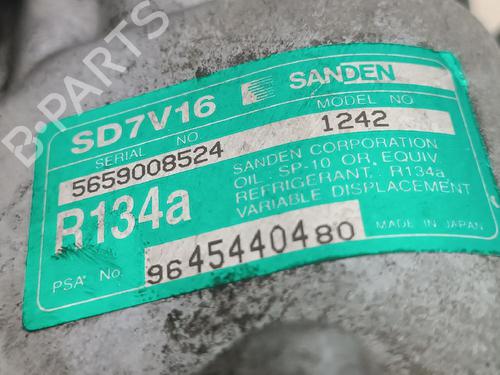 B-PARTS
SD7V16 SANDEN
SERIAL NO. MODEL NO
5659008524 1242
R134a
SANDEN CORPORATION
OIL: SP-10 OR EQUIV
REFRIGERANT: R134a
VARIABLE DISPLACEMENT
MADE IN JAPAN
PSA No. 9645440480